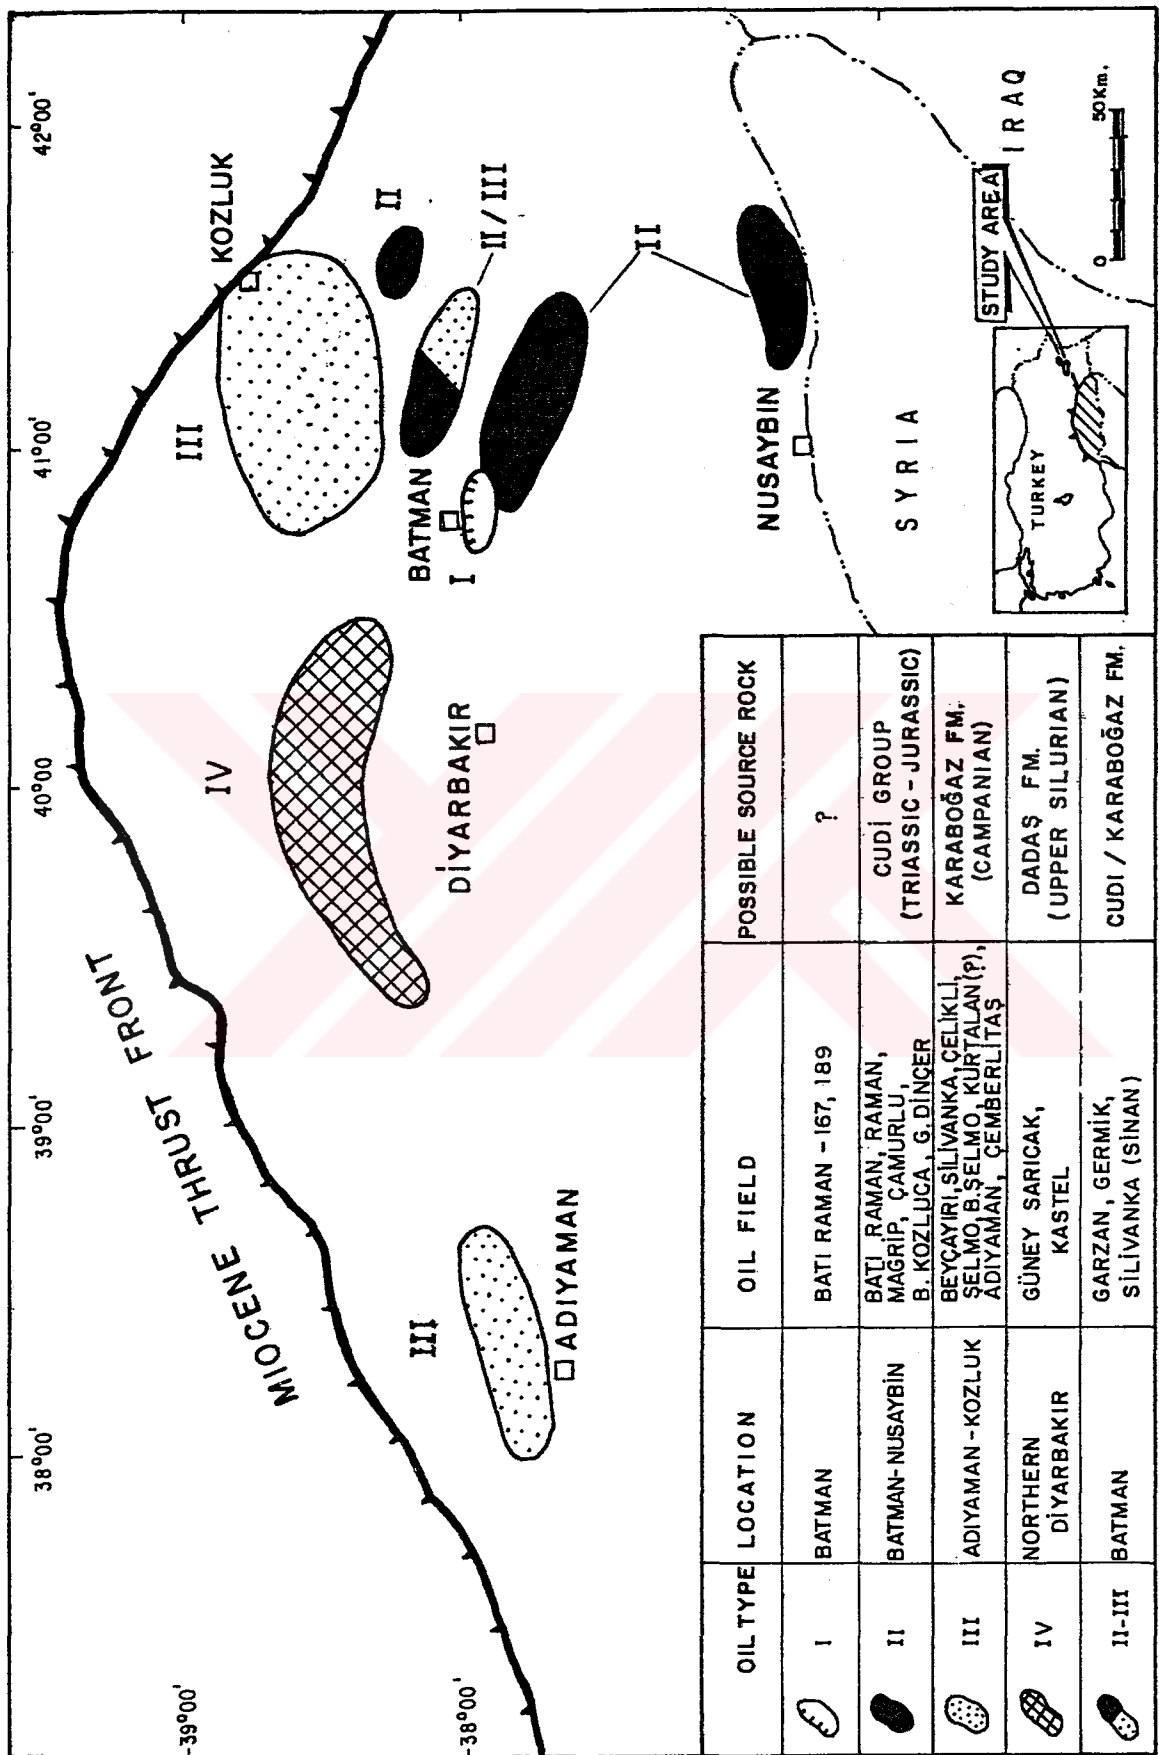 42°00'
41°00'
40°00
39°00'
38°00'
39°00'
38°00'
MIOCENE THRUST FRONT
KOZLUK
III
II
II / III
II
BATMAN
I
NUSAYBIN
IV
DİYARBAKIR
III
ADIYAMAN
SYRIA
IRAQ
STUDY AREA
TURKEY
0 50Km.
OIL TYPE LOCATION OIL FIELD POSSIBLE SOURCE ROCK
I BATMAN BATI RAMAN -167, 189 ?
II BATMAN-NUSAYBİN BATI RAMAN, RAMAN,
MAGRİP, ÇAMURLU,
B. KOZLUCA, G. DİNÇER
CUDİ GROUP
(TRIASSIC-JURASSIC)
III ADIYAMAN-KOZLUK BEYÇAYIRI, SİLİVANKA, ÇELİKLİ,
ŞELMO, B.ŞELMO, KURTALAN(?),
ADIYAMAN, ÇEMBERLİTAŞ
KARABOĞAZ FM.
(CAMPANIAN)
IV NORTHERN
DİYARBAKIR
GÜNEY SARICAK,
KASTEL
DADAŞ FM.
(UPPER SILURIAN)
II-III BATMAN GARZAN, GERMİK,
SİLİVANKA (SİNAN)
CUDI / KARABOĞAZ FM.